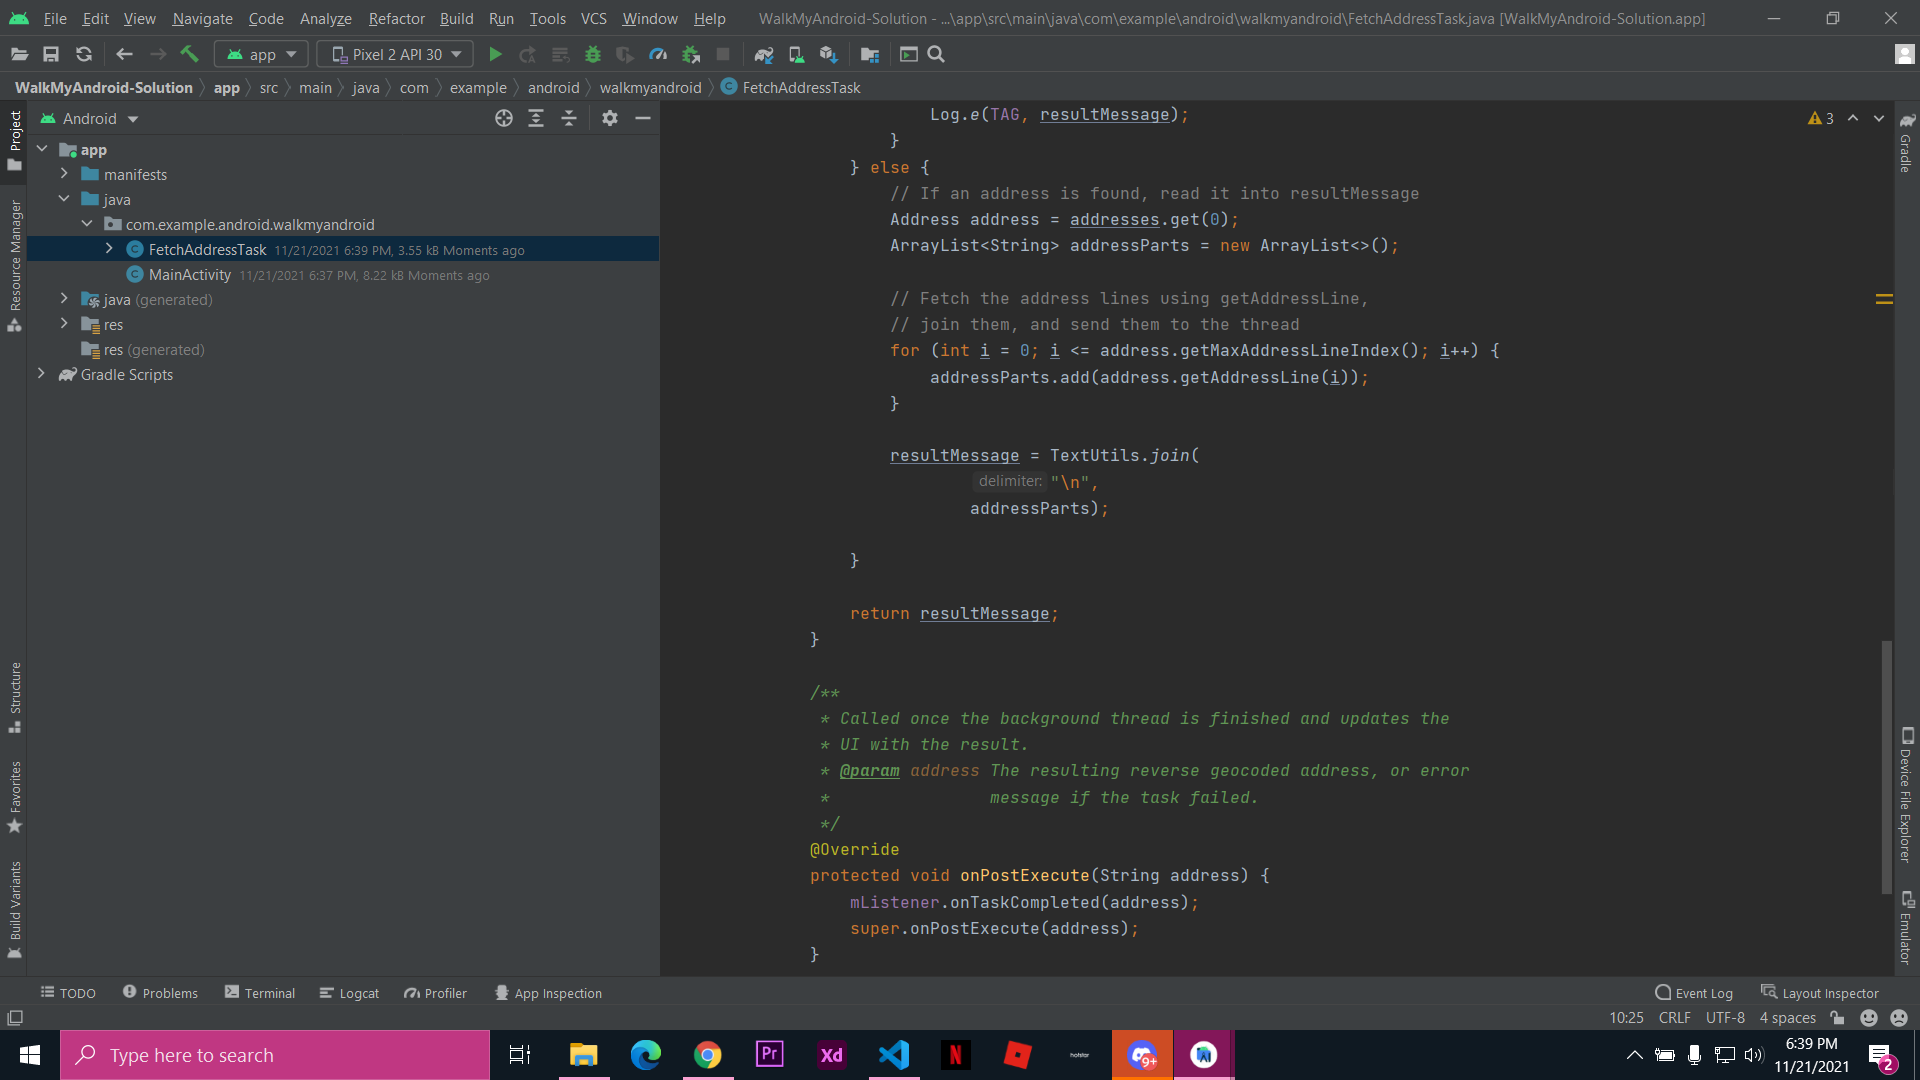 File Edit View Navigate Code Analyze Refactor Build Run Tools VCS Window Help WalkMyAndroid-Solution - ...\app\src\main\java\com\example\android\walkmyandroid\FetchAddressTask.java [WalkMyAndroid-Solution.app]
app Pixel 2 API 30
WalkMyAndroid-Solution app src main java com example android walkmyandroid FetchAddressTask
Project
Resource Manager
Structure
Favorites
Build Variants
Android
app
manifests
java
com.example.android.walkmyandroid
FetchAddressTask 11/21/2021 6:39 PM, 3.55 kB Moments ago
MainActivity 11/21/2021 6:37 PM, 8.22 kB Moments ago
java (generated)
res
res (generated)
Gradle Scripts
3
Log.e(TAG, resultMessage);
}
} else {
// If an address is found, read it into resultMessage
Address address = addresses.get(0);
ArrayList<String> addressParts = new ArrayList<>();
// Fetch the address lines using getAddressLine,
// join them, and send them to the thread
for (int i = 0; i <= address.getMaxAddressLineIndex(); i++) {
addressParts.add(address.getAddressLine(i));
}
resultMessage = TextUtils.join(
delimiter: "\n",
addressParts);
}
return resultMessage;
}
/**
* Called once the background thread is finished and updates the
* UI with the result.
* @param address The resulting reverse geocoded address, or error
* message if the task failed.
*/
@Override
protected void onPostExecute(String address) {
mListener.onTaskCompleted(address);
super.onPostExecute(address);
}
Gradle
Device File Explorer
Emulator
TODO Problems Terminal Logcat Profiler App Inspection Event Log Layout Inspector
10:25 CRLF UTF-8 4 spaces
Type here to search
Pr
Xd
N
hotstar
9+
6:39 PM
11/21/2021
2